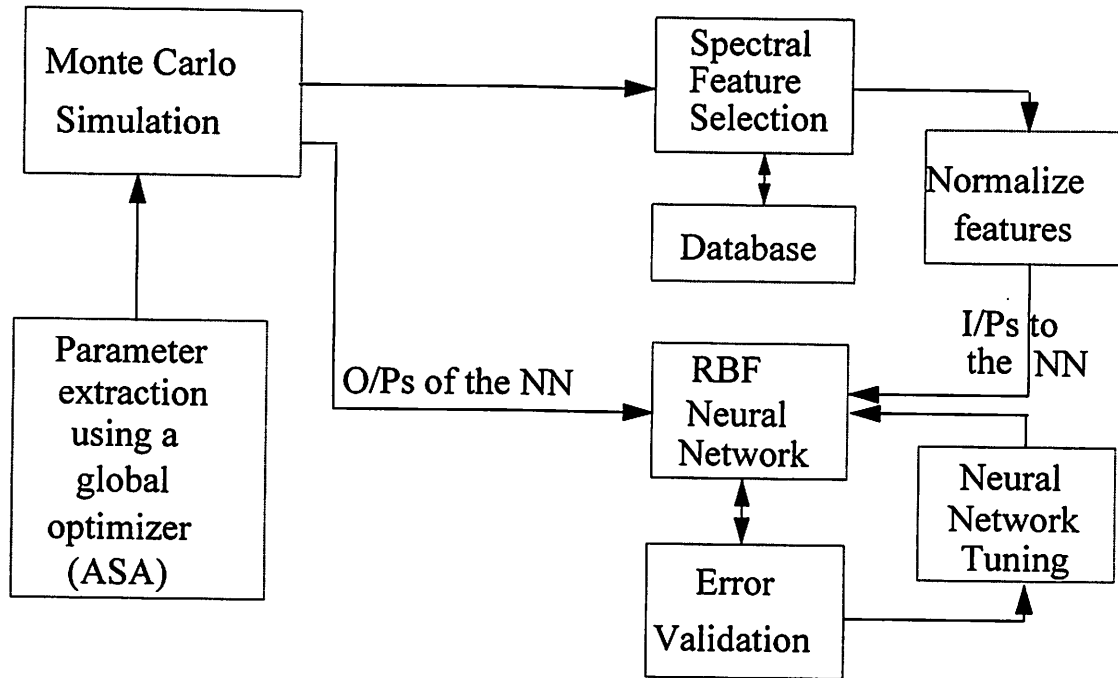 Monte Carlo
Simulation
Spectral
Feature
Selection
Normalize
features
Database
Parameter
extraction
using a
global
optimizer
(ASA)
O/Ps of the NN
I/Ps to
the NN
RBF
Neural
Network
Neural
Network
Tuning
Error
Validation